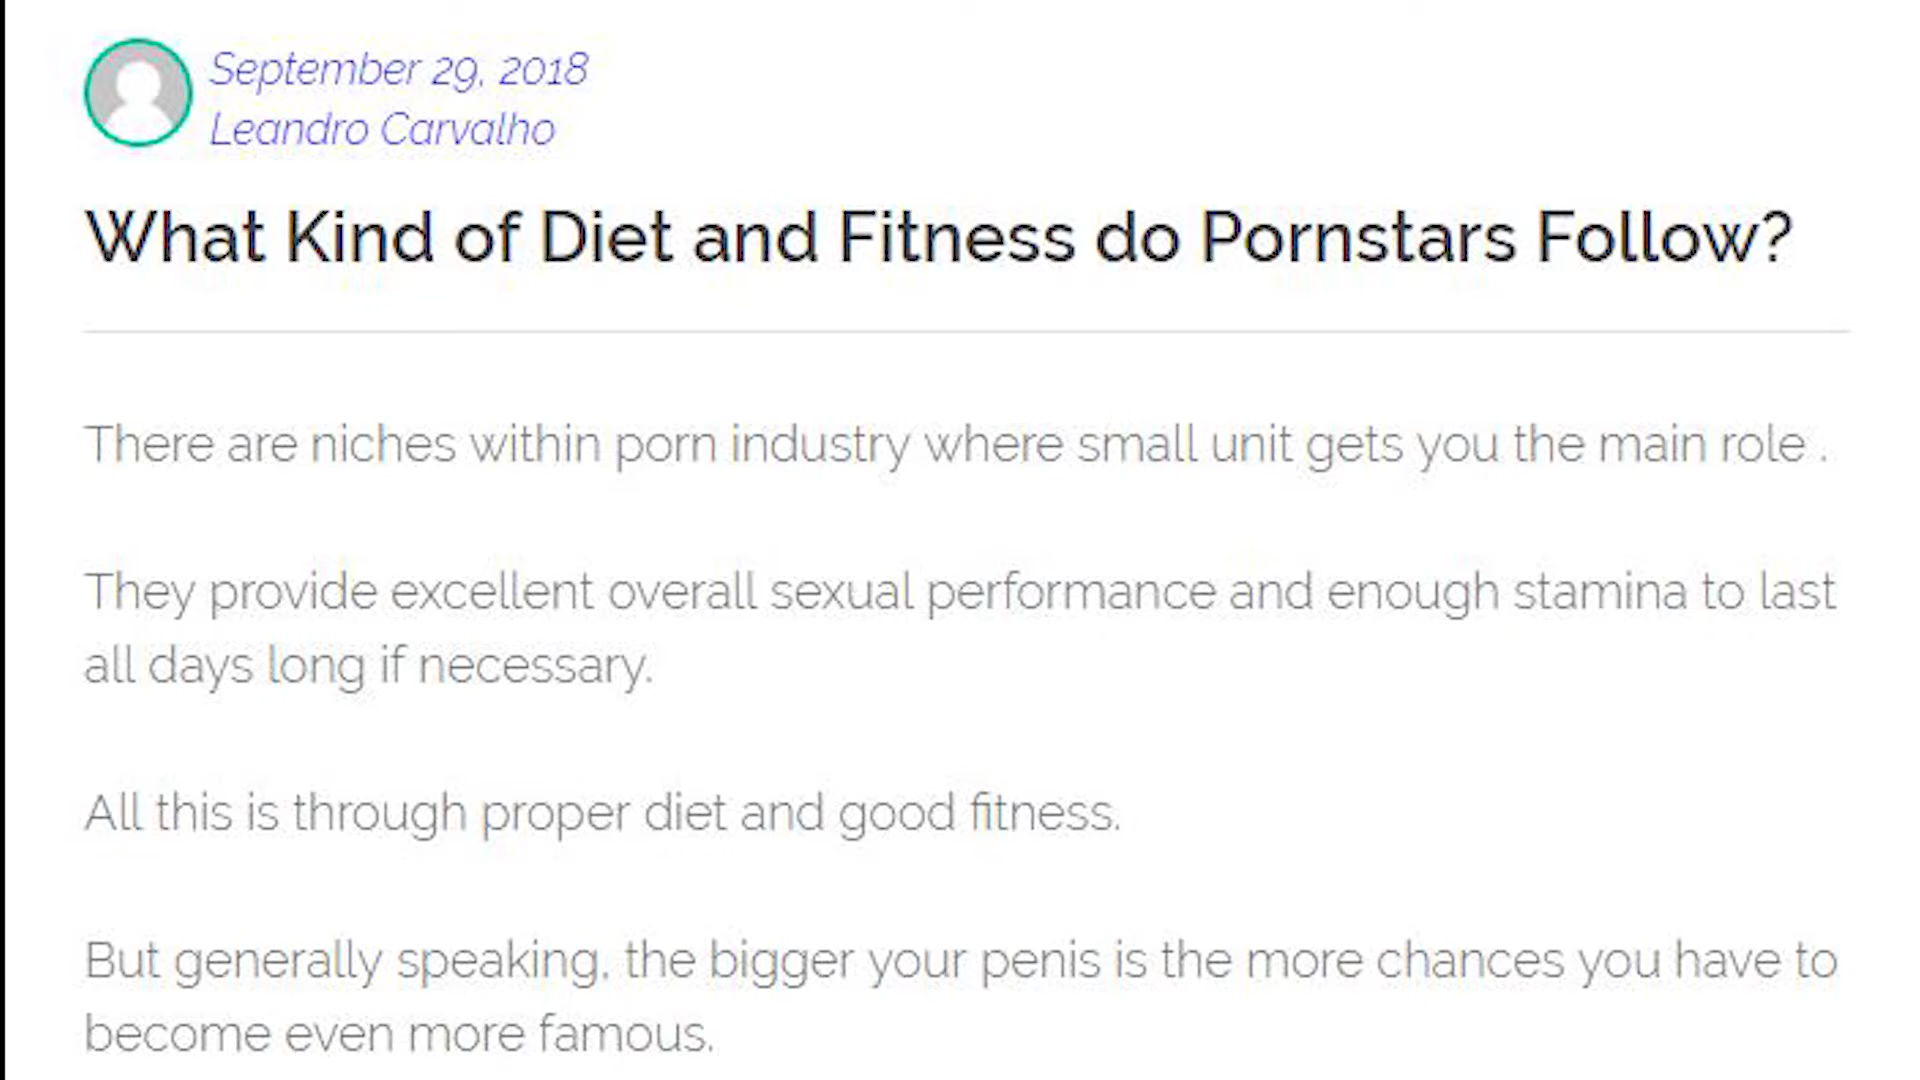 September 29, 2018
Leandro Carvalho
What Kind of Diet and Fitness do Pornstars Follow?
There are niches within porn industry where small unit gets you the main role .
They provide excellent overall sexual performance and enough stamina to last
all days long if necessary.
All this is through proper diet and good fitness.
But generally speaking, the bigger your penis is the more chances you have to
become even more famous.